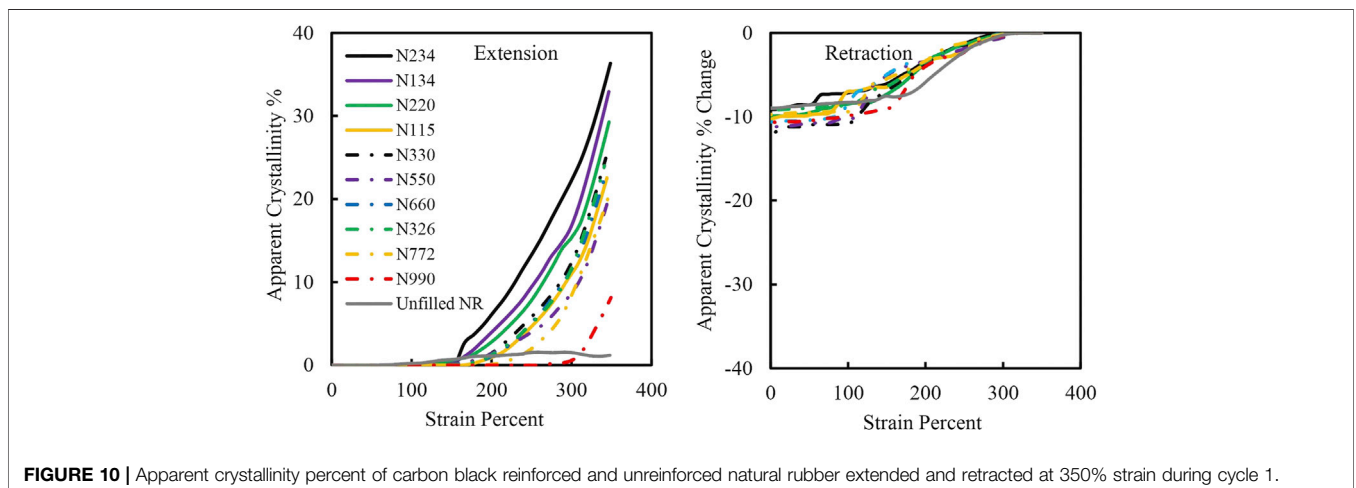 Extension
Apparent Crystallinity %
40
30
20
10
0
N234
N134
N220
N115
N330
N550
N660
N326
N772
N990
Unfilled NR
0 100 200 300 400
Strain Percent
Retraction
Apparent Crystallinity % Change
0
-10
-20
-30
-40
0 100 200 300 400
Strain Percent
FIGURE 10 | Apparent crystallinity percent of carbon black reinforced and unreinforced natural rubber extended and retracted at 350% strain during cycle 1.